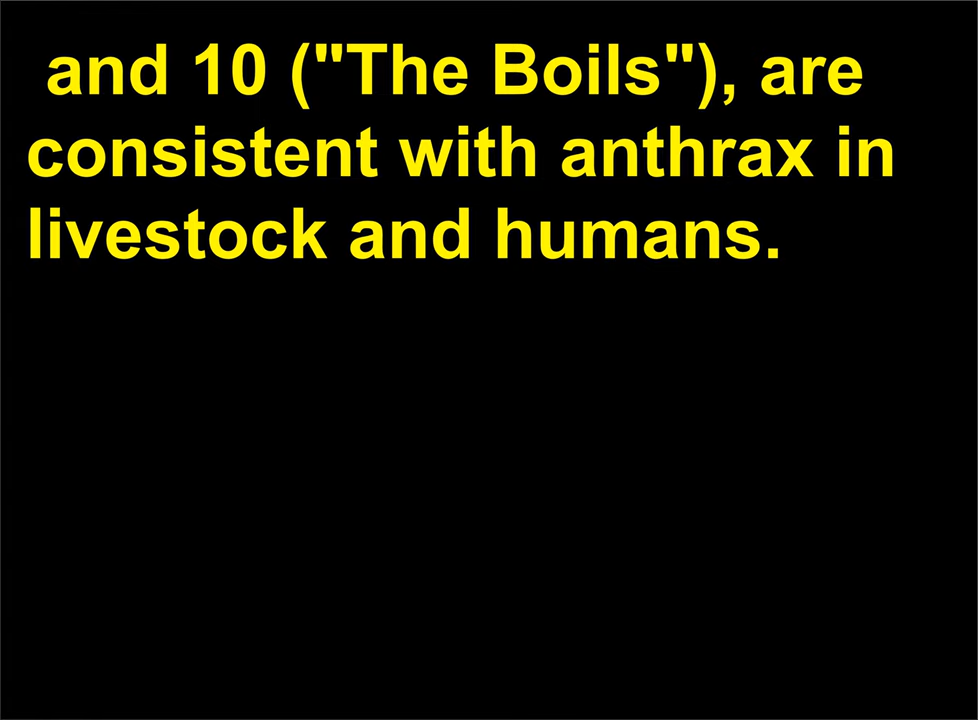 and 10 ("The Boils"), are
consistent with anthrax in
livestock and humans.